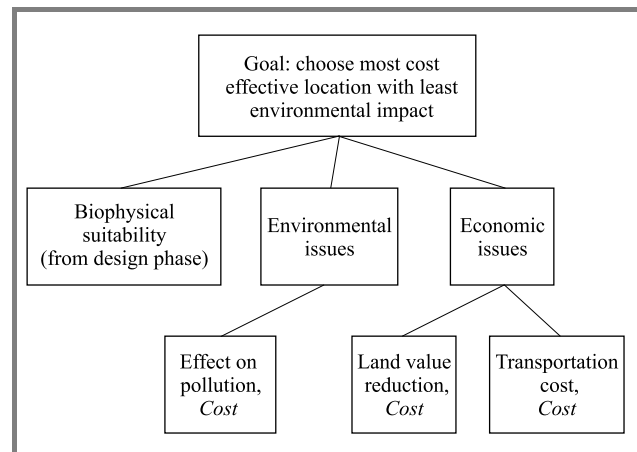 Goal: choose most cost
effective location with least
environmental impact
Biophysical
suitability
(from design phase)
Environmental
issues
Economic
issues
Effect on
pollution,
Cost
Land value
reduction,
Cost
Transportation
cost,
Cost